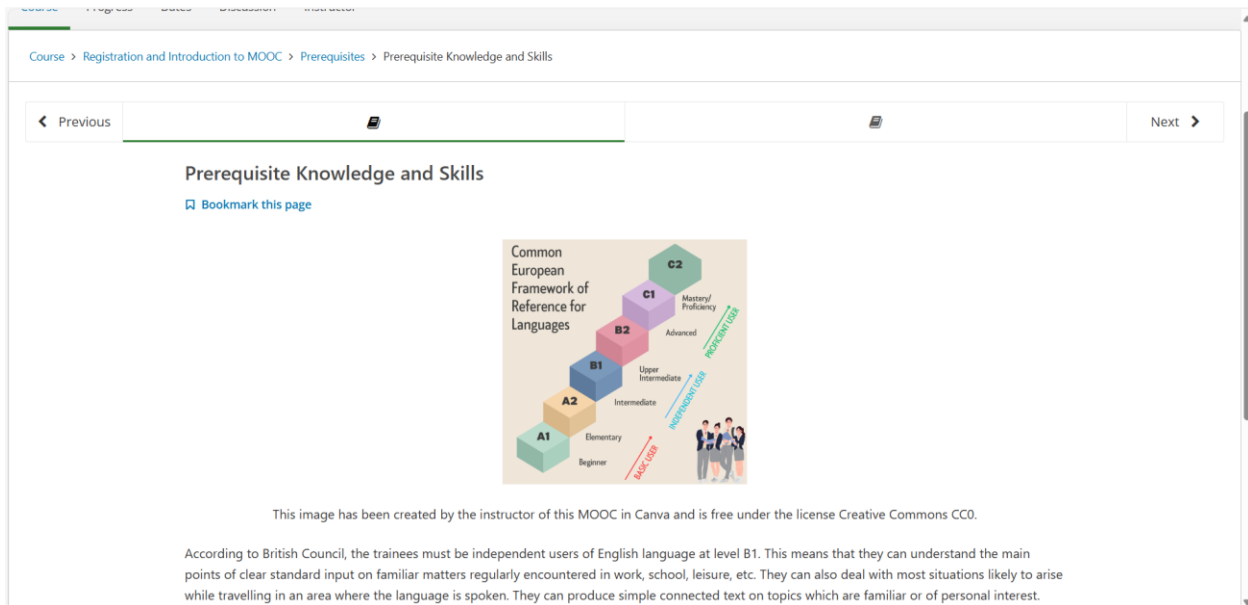 Course Progress Dates Discussion Instructor
Course > Registration and Introduction to MOOC > Prerequisites > Prerequisite Knowledge and Skills
Previous
Next
Prerequisite Knowledge and Skills
Bookmark this page
Common
European
Framework of
Reference for
Languages
C2
Mastery/
Proficiency
C1
Advanced
B2
Upper
Intermediate
B1
Intermediate
A2
Elementary
A1
Beginner
PROFICIENT USER
INDEPENDENT USER
BASIC USER
This image has been created by the instructor of this MOOC in Canva and is free under the license Creative Commons CC0.
According to British Council, the trainees must be independent users of English language at level B1. This means that they can understand the main
points of clear standard input on familiar matters regularly encountered in work, school, leisure, etc. They can also deal with most situations likely to arise
while travelling in an area where the language is spoken. They can produce simple connected text on topics which are familiar or of personal interest.